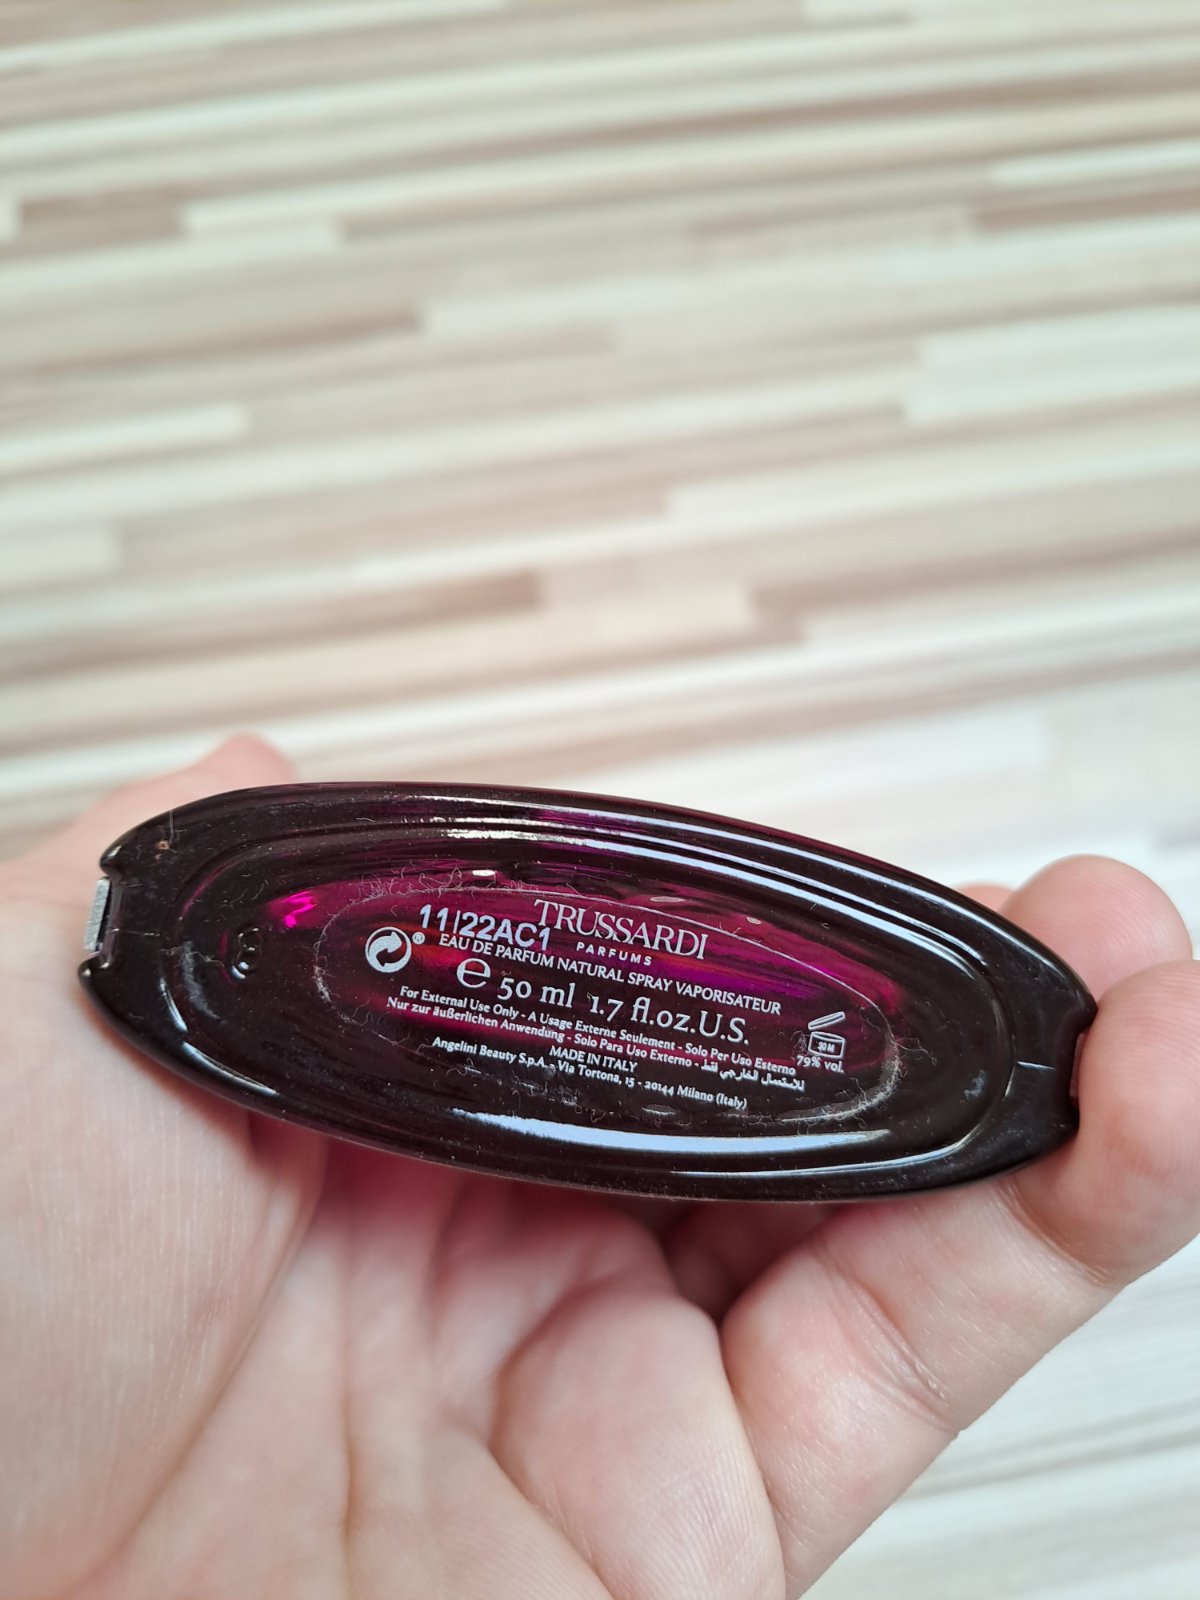 TRUSSARDI
PARFUMS
11|22AC1
EAU DE PARFUM NATURAL SPRAY VAPORISATEUR
e 50 ml 1.7 fl.oz.U.S.
For External Use Only - A Usage Externe Seulement - Solo Per Uso Esterno
Nur zur äußerlichen Anwendung - Solo Para Uso Externo - للاستعمال الخارجي فقط
MADE IN ITALY
Angelini Beauty S.p.A. - Via Tortona, 15 - 20144 Milano (Italy)
30 M
79% vol.